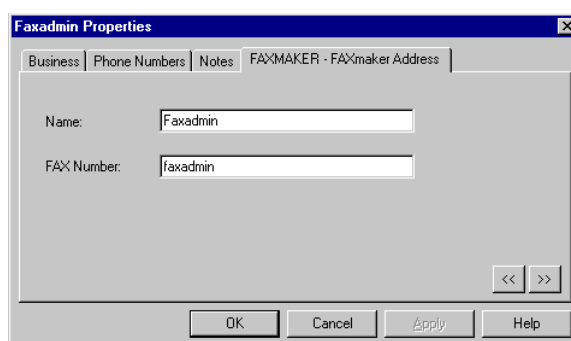 Faxadmin Properties
Business Phone Numbers Notes FAXMAKER - FAXmaker Address
Name: Faxadmin
FAX Number: faxadmin
<< >>
OK Cancel Apply Help